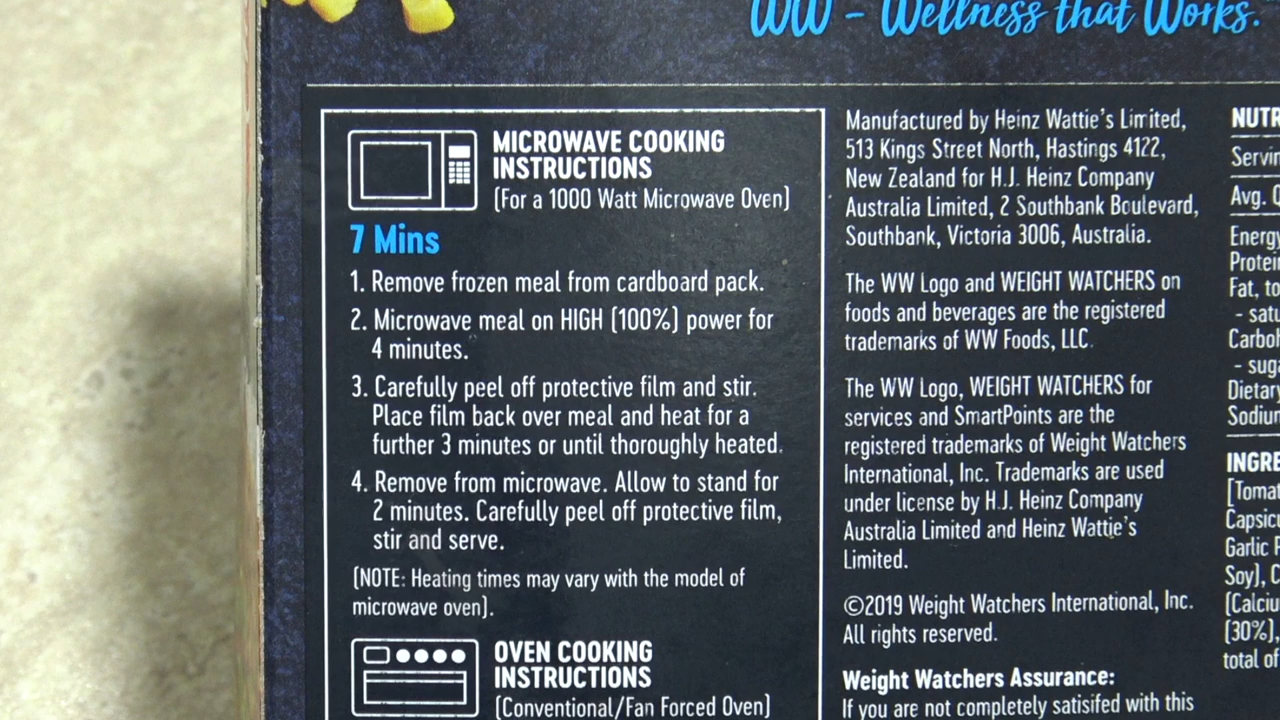 WW - Wellness that Works.
MICROWAVE COOKING
INSTRUCTIONS
(For a 1000 Watt Microwave Oven)
7 Mins
1. Remove frozen meal from cardboard pack.
2. Microwave meal on HIGH (100%) power for
4 minutes.
3. Carefully peel off protective film and stir.
Place film back over meal and heat for a
further 3 minutes or until thoroughly heated.
4. Remove from microwave. Allow to stand for
2 minutes. Carefully peel off protective film,
stir and serve.
(NOTE: Heating times may vary with the model of
microwave oven).
OVEN COOKING
INSTRUCTIONS
(Conventional/Fan Forced Oven)
Manufactured by Heinz Wattie's Limited,
513 Kings Street North, Hastings 4122,
New Zealand for H.J. Heinz Company
Australia Limited, 2 Southbank Boulevard,
Southbank, Victoria 3006, Australia.
The WW Logo and WEIGHT WATCHERS on
foods and beverages are the registered
trademarks of WW Foods, LLC.
The WW Logo, WEIGHT WATCHERS for
services and SmartPoints are the
registered trademarks of Weight Watchers
International, Inc. Trademarks are used
under license by H.J. Heinz Company
Australia Limited and Heinz Wattie's
Limited.
©2019 Weight Watchers International, Inc.
All rights reserved.
Weight Watchers Assurance:
If you are not completely satisifed with this
Avg.
Energy
Fat,
Dietary
(30%),
total of